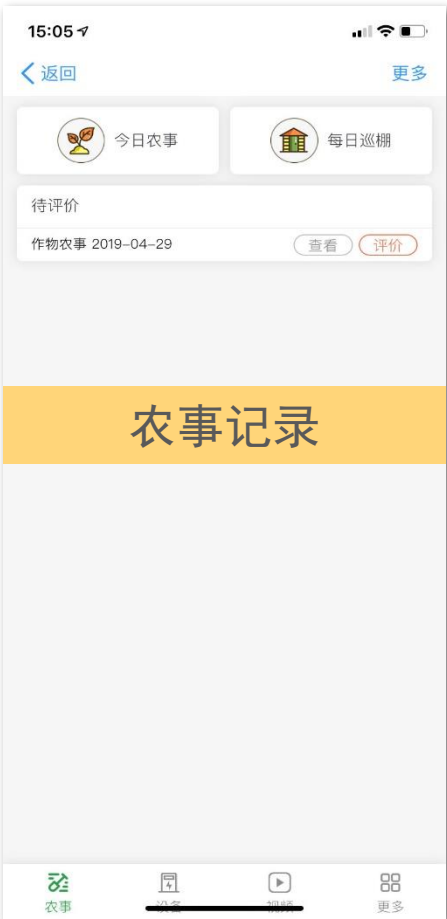 15:05
返回 更多
今日农事 每日巡棚
待评价
作物农事 2019-04-29 查看 评价
农事记录
农事 设备 视频 更多